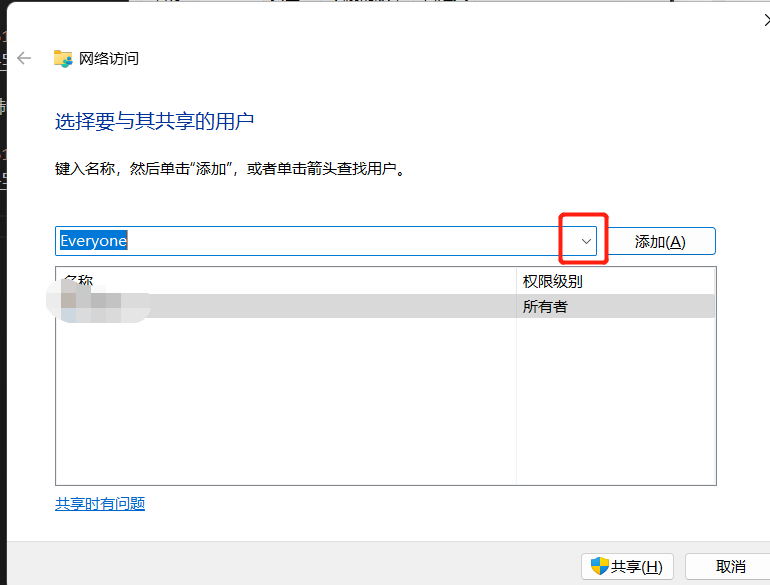 网络访问
选择要与其共享的用户
键入名称，然后单击“添加”，或者单击箭头查找用户。
Everyone
添加(A)
名称 权限级别
所有者
共享时有问题
共享(H) 取消